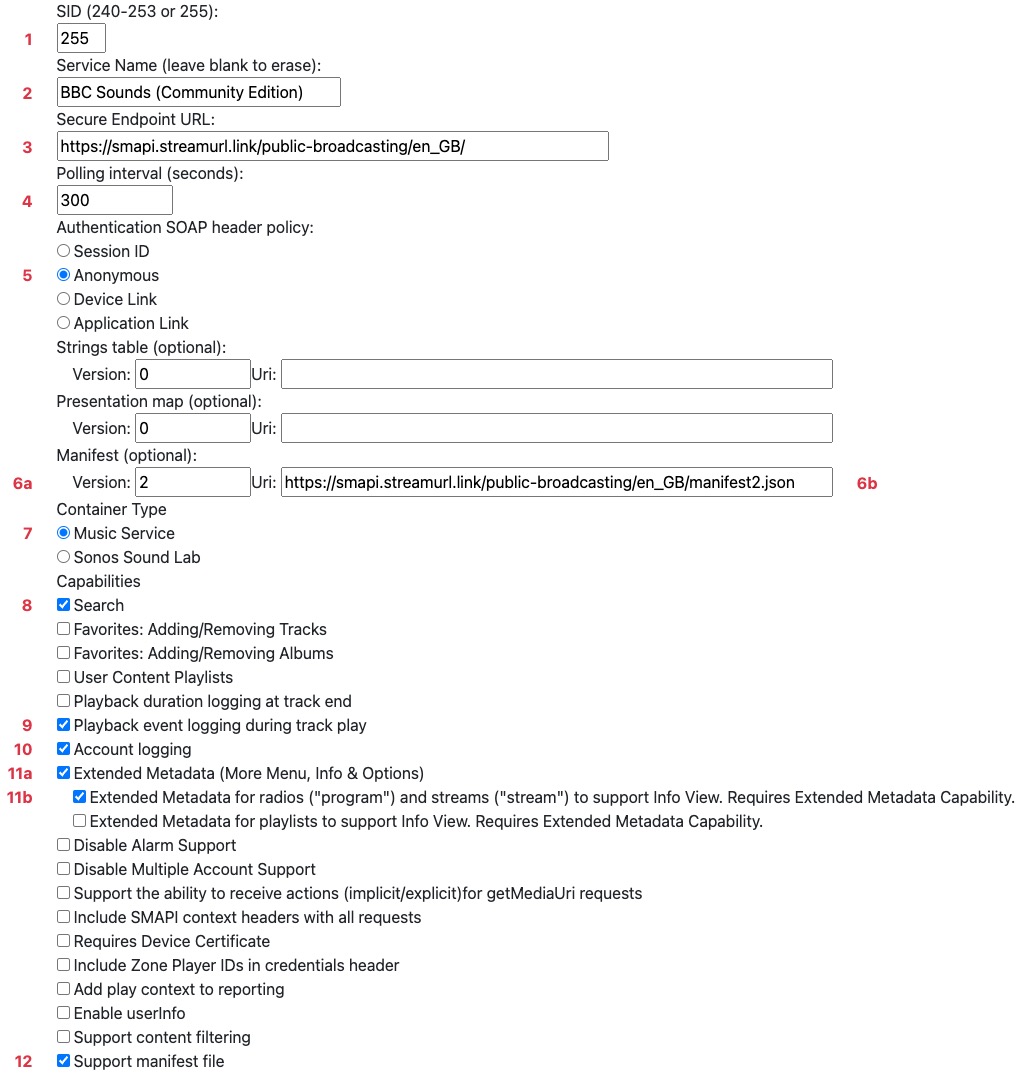 SID (240-253 or 255):
1 255
Service Name (leave blank to erase):
2 BBC Sounds (Community Edition)
Secure Endpoint URL:
3 https://smapi.streamurl.link/public-broadcasting/en_GB/
Polling interval (seconds):
4 300
Authentication SOAP header policy:
Session ID
5 Anonymous
Device Link
Application Link
Strings table (optional):
Version: 0 Uri:
Presentation map (optional):
Version: 0 Uri:
Manifest (optional):
6a Version: 2 Uri: https://smapi.streamurl.link/public-broadcasting/en_GB/manifest2.json 6b
Container Type
7 Music Service
Sonos Sound Lab
Capabilities
8 Search
Favorites: Adding/Removing Tracks
Favorites: Adding/Removing Albums
User Content Playlists
Playback duration logging at track end
9 Playback event logging during track play
10 Account logging
11a Extended Metadata (More Menu, Info & Options)
11b Extended Metadata for radios ("program") and streams ("stream") to support Info View. Requires Extended Metadata Capability.
Extended Metadata for playlists to support Info View. Requires Extended Metadata Capability.
Disable Alarm Support
Disable Multiple Account Support
Support the ability to receive actions (implicit/explicit)for getMediaUri requests
Include SMAPI context headers with all requests
Requires Device Certificate
Include Zone Player IDs in credentials header
Add play context to reporting
Enable userInfo
Support content filtering
12 Support manifest file